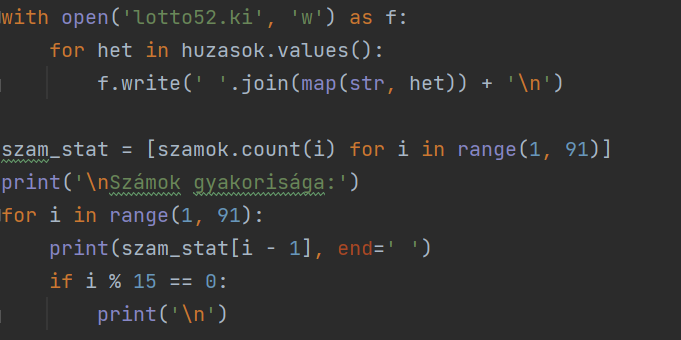 with open('lotto52.ki', 'w') as f:
    for het in huzasok.values():
        f.write(' '.join(map(str, het)) + '\n')

szam_stat = [szamok.count(i) for i in range(1, 91)]
print('\nSzámok gyakorisága:')
for i in range(1, 91):
    print(szam_stat[i - 1], end=' ')
    if i % 15 == 0:
        print('\n')